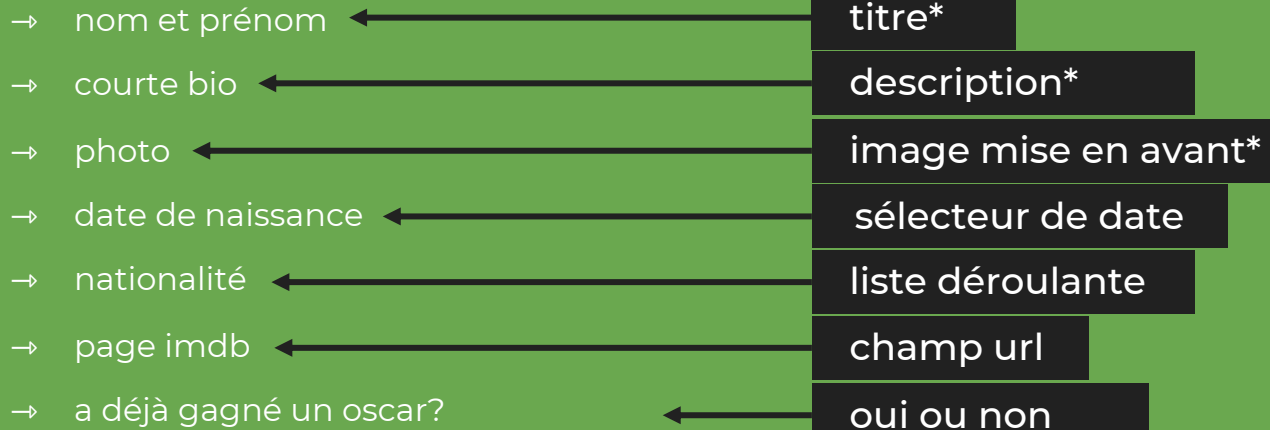 → nom et prénom titre*
→ courte bio description*
→ photo image mise en avant*
→ date de naissance sélecteur de date
→ nationalité liste déroulante
→ page imdb champ url
→ a déjà gagné un oscar? oui ou non